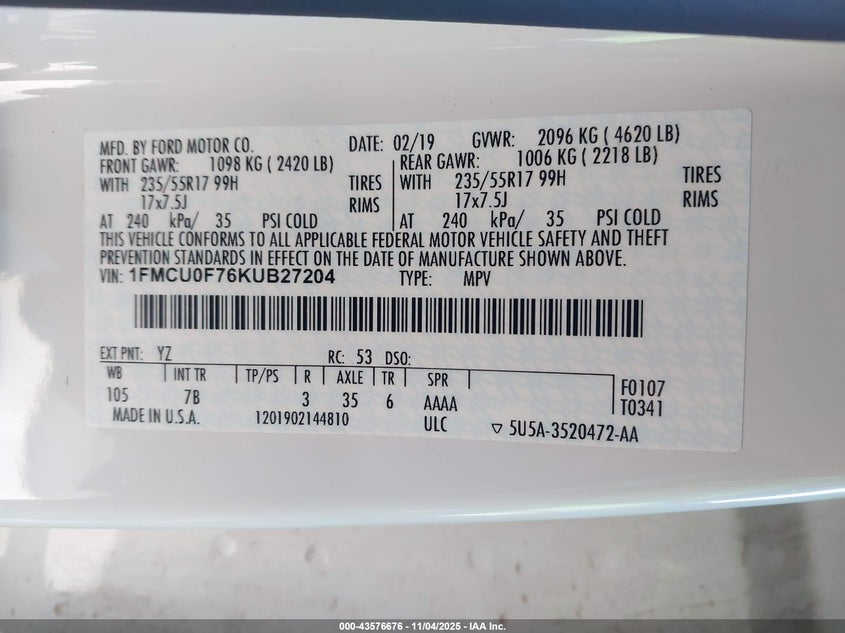 MFD. BY FORD MOTOR CO. DATE: 02/19 GVWR: 2096 KG ( 4620 LB)
FRONT GAWR: 1098 KG ( 2420 LB) REAR GAWR: 1006 KG ( 2218 LB)
WITH 235/55R17 99H TIRES WITH 235/55R17 99H TIRES
17x7.5J RIMS 17x7.5J RIMS
AT 240 kPa/ 35 PSI COLD AT 240 kPa/ 35 PSI COLD
THIS VEHICLE CONFORMS TO ALL APPLICABLE FEDERAL MOTOR VEHICLE SAFETY AND THEFT
PREVENTION STANDARDS IN EFFECT ON THE DATE OF MANUFACTURE SHOWN ABOVE.
VIN: 1FMCU0F76KUB27204 TYPE: MPV
EXT PNT: YZ RC: 53 DSO:
WB INT TR TP/PS R AXLE TR SPR F0107
105 7B 3 35 6 AAAA T0341
MADE IN U.S.A. 1201902144810 ULC ▽ 5U5A-3520472-AA
000-43576676 - 11/04/2025 - IAA Inc.